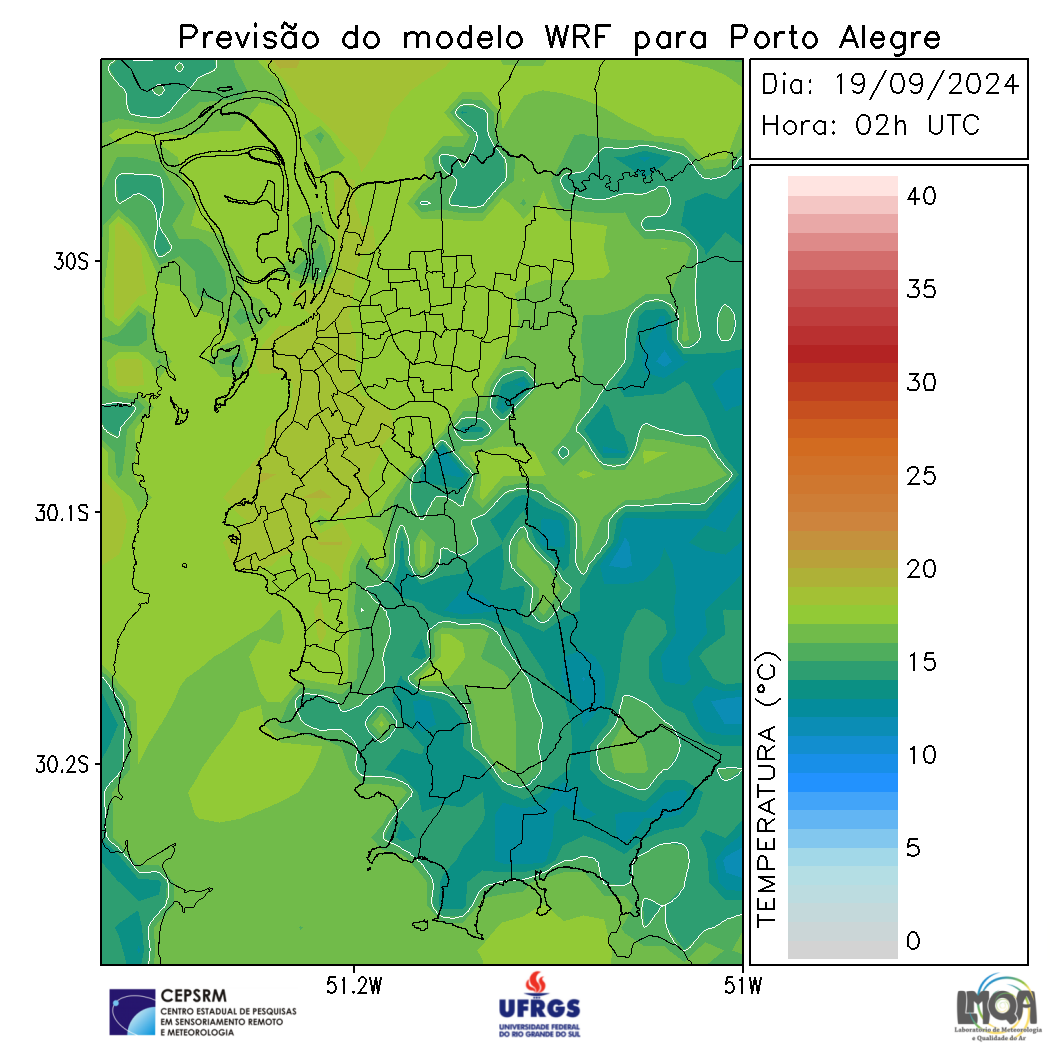 Previsão do modelo WRF para Porto Alegre
Dia: 19/09/2024
Hora: 02h UTC
40
35
30
25
20
15
10
5
0
TEMPERATURA (°C)
30S
30.1S
30.2S
51.2W
51W
CEPSRM
CENTRO ESTADUAL DE PESQUISAS
EM SENSORIAMENTO REMOTO
E METEOROLOGIA
UFRGS
UNIVERSIDADE FEDERAL
DO RIO GRANDE DO SUL
LMQA
Laboratório de Meteorologia
e Qualidade do Ar